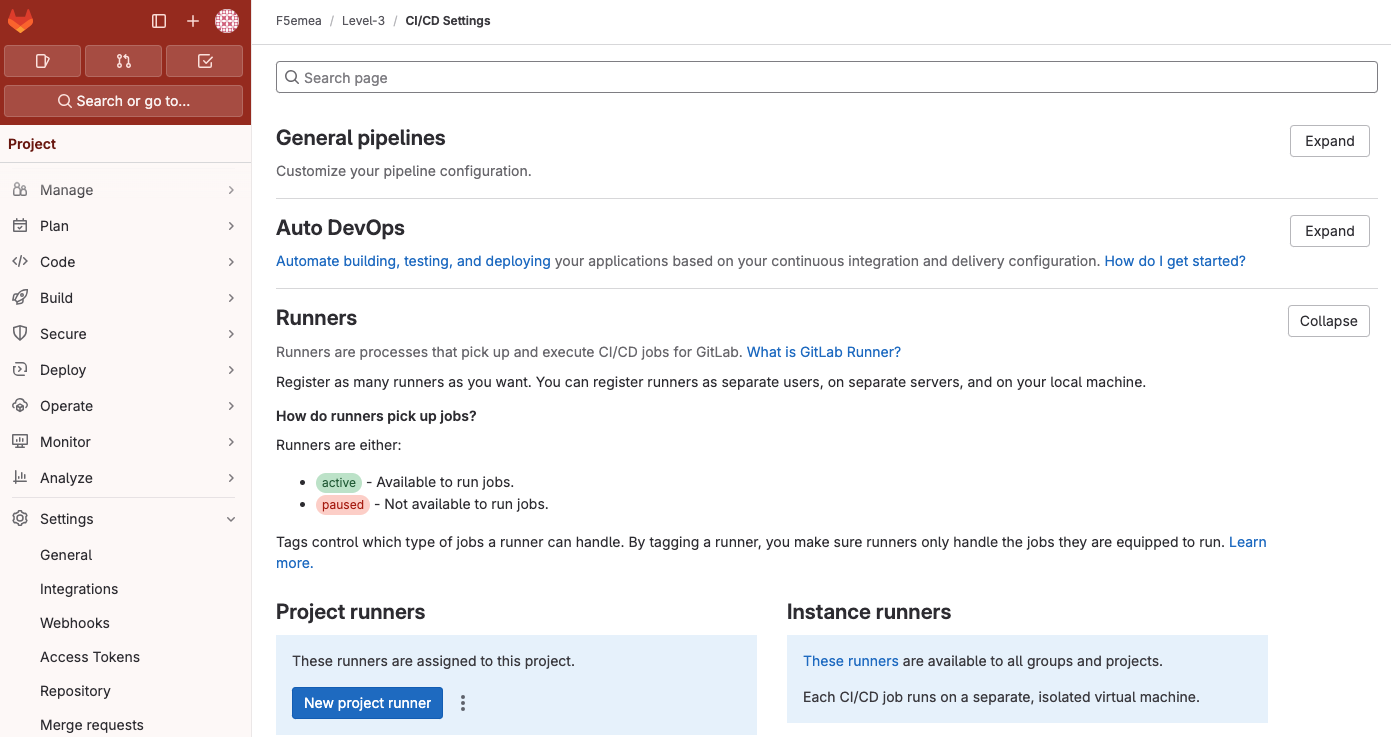 F5emea / Level-3 / CI/CD Settings
Search or go to...
Project
Manage
Plan
Code
Build
Secure
Deploy
Operate
Monitor
Analyze
Settings
General
Integrations
Webhooks
Access Tokens
Repository
Merge requests
Search page
General pipelines
Expand
Customize your pipeline configuration.
Auto DevOps
Expand
Automate building, testing, and deploying your applications based on your continuous integration and delivery configuration. How do I get started?
Runners
Collapse
Runners are processes that pick up and execute CI/CD jobs for GitLab. What is GitLab Runner?
Register as many runners as you want. You can register runners as separate users, on separate servers, and on your local machine.
How do runners pick up jobs?
Runners are either:
• active - Available to run jobs.
• paused - Not available to run jobs.
Tags control which type of jobs a runner can handle. By tagging a runner, you make sure runners only handle the jobs they are equipped to run. Learn
more.
Project runners
These runners are assigned to this project.
New project runner
Instance runners
These runners are available to all groups and projects.
Each CI/CD job runs on a separate, isolated virtual machine.